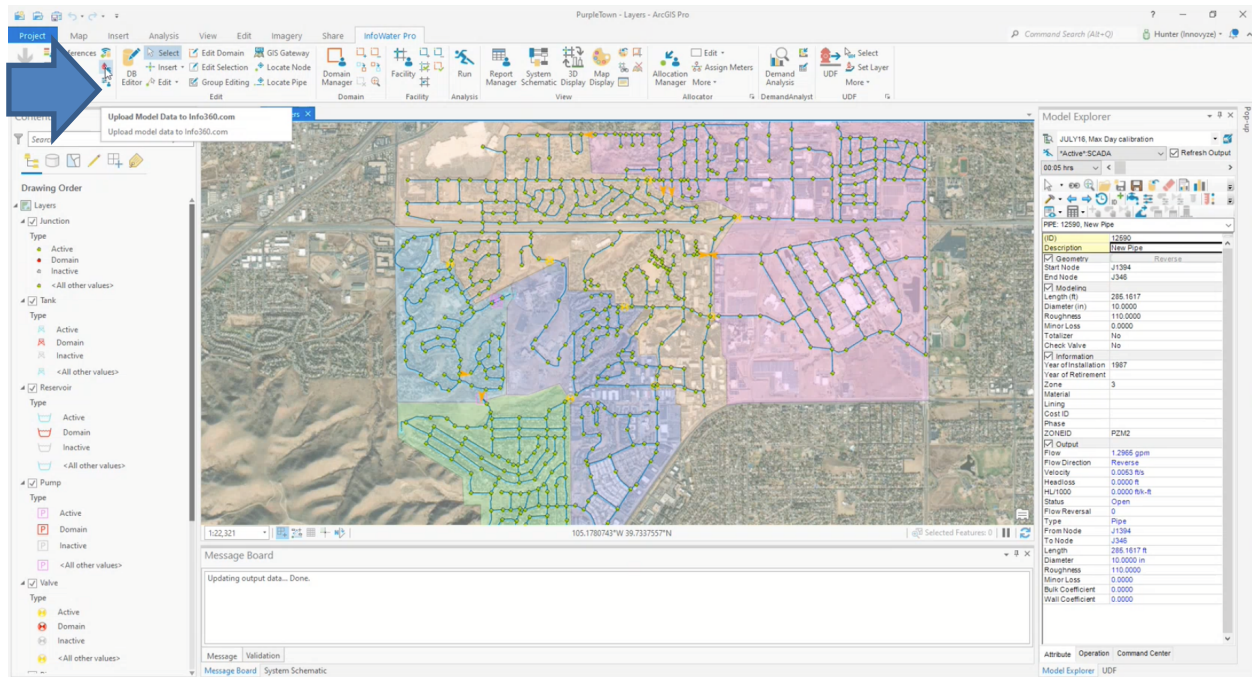 PurpleTown - Layers - ArcGIS Pro
Project Map Insert Analysis View Edit Imagery Share InfoWater Pro
Command Search (Alt+Q)
Hunter (Innovyze)
Select
Edit Domain
GIS Gateway
Insert
Edit Selection
Locate Node
Edit
Group Editing
Locate Pipe
DB Editor
Domain Manager
Facility
Run
Report Manager
System Schematic
3D Display
Map Display
Allocation Manager
Edit
Assign Meters
More
Demand Analysis
UDF
Select
Set Layer
More
Edit Domain Facility Analysis View Allocator DemandAnalyst UDF
Upload Model Data to Info360.com
Upload model data to Info360.com
Drawing Order
Layers
Junction
Type
Active
Domain
Inactive
<All other values>
Tank
Type
Active
Domain
Inactive
<All other values>
Reservoir
Type
Active
Domain
Inactive
<All other values>
Pump
Type
Active
Domain
Inactive
<All other values>
Valve
Type
Active
Domain
Inactive
<All other values>
1:22,321
105.1780743°W 39.7337557°N
Selected Features: 0
Message Board
Updating output data... Done.
Message Validation
Message Board System Schematic
Model Explorer
Pop-up
JULY16, Max Day calibration
*Active*:SCADA
Refresh Output
00:05 hrs
PIPE: 12590, New Pipe
(ID) 12590
Description New Pipe
Geometry Reverse
Start Node J1394
End Node J346
Modeling
Length (ft) 285.1617
Diameter (in) 10.0000
Roughness 110.0000
Minor Loss 0.0000
Totalizer No
Check Valve No
Information
Year of Installation 1987
Year of Retirement
Zone 3
Material
Lining
Cost ID
Phase
ZONEID PZM2
Output
Flow 1.2966 gpm
Flow Direction Reverse
Velocity 0.0053 ft/s
Headloss 0.0000 ft
HL/1000 0.0000 ft/k-ft
Status Open
Flow Reversal 0
Type Pipe
From Node J1394
To Node J346
Length 285.1617 ft
Diameter 10.0000 in
Roughness 110.0000
Minor Loss 0.0000
Bulk Coefficient 0.0000
Wall Coefficient 0.0000
Attribute Operation Command Center
Model Explorer UDF